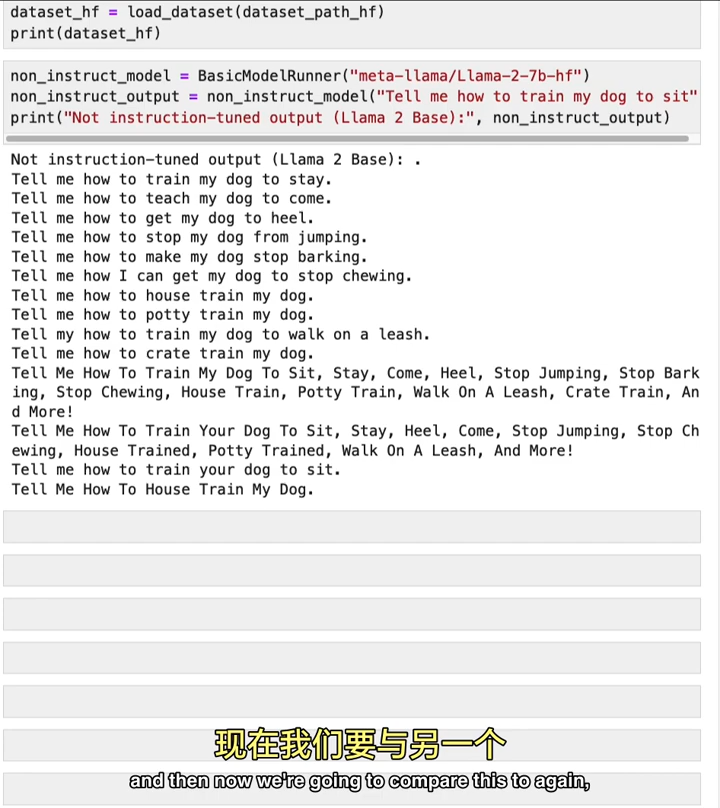 dataset_hf = load_dataset(dataset_path_hf)
print(dataset_hf)
non_instruct_model = BasicModelRunner("meta-llama/Llama-2-7b-hf")
non_instruct_output = non_instruct_model("Tell me how to train my dog to sit"
print("Not instruction-tuned output (Llama 2 Base):", non_instruct_output)
Not instruction-tuned output (Llama 2 Base): .
Tell me how to train my dog to stay.
Tell me how to teach my dog to come.
Tell me how to get my dog to heel.
Tell me how to stop my dog from jumping.
Tell me how to make my dog stop barking.
Tell me how I can get my dog to stop chewing.
Tell me how to house train my dog.
Tell me how to potty train my dog.
Tell my how to train my dog to walk on a leash.
Tell me how to crate train my dog.
Tell Me How To Train My Dog To Sit, Stay, Come, Heel, Stop Jumping, Stop Bark
ing, Stop Chewing, House Train, Potty Train, Walk On A Leash, Crate Train, An
d More!
Tell Me How To Train Your Dog To Sit, Stay, Heel, Come, Stop Jumping, Stop Ch
ewing, House Trained, Potty Trained, Walk On A Leash, And More!
Tell me how to train your dog to sit.
Tell Me How To House Train My Dog.
现在我们要与另一个
and then now we're going to compare this to again,